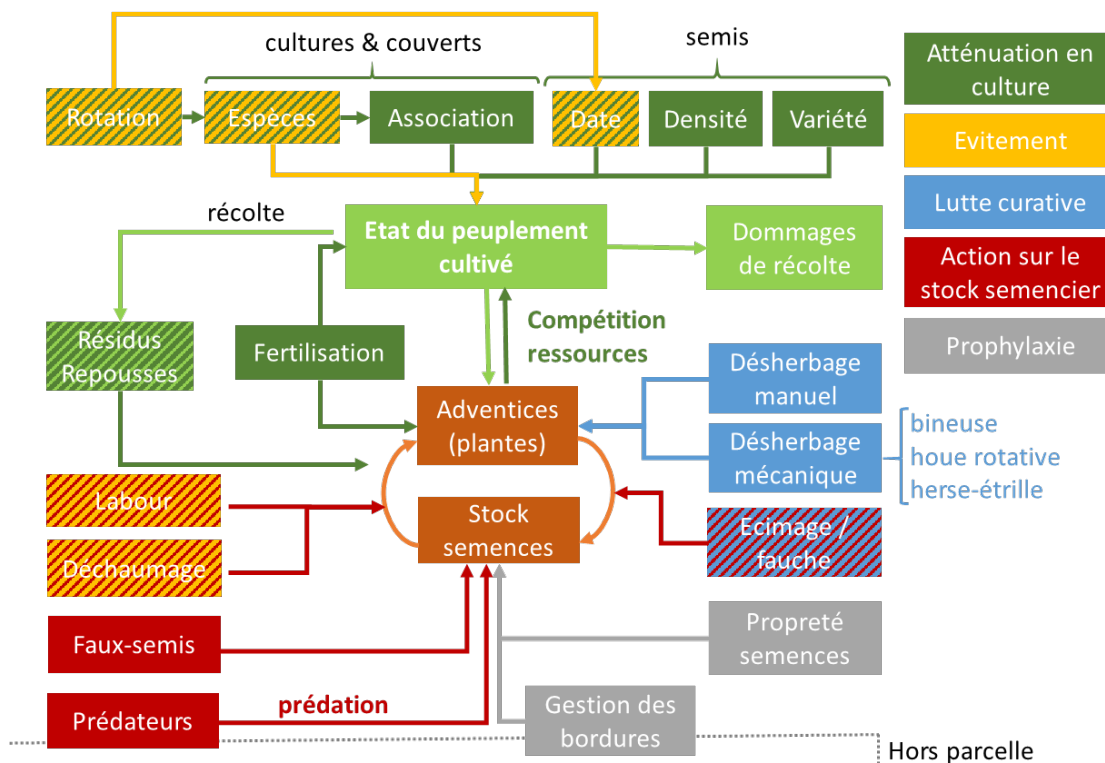 cultures & couverts
semis
Rotation
Espèces
Association
Date
Densité
Variété
Atténuation en
culture
Evitement
Lutte curative
Action sur le
stock semencier
Prophylaxie
récolte
Etat du peuplement
cultivé
Dommages
de récolte
Résidus
Repousses
Fertilisation
Compétition
ressources
Adventices
(plantes)
Désherbage
manuel
Désherbage
mécanique
bineuse
houe rotative
herse-étrille
Labour
Déchaumage
Stock
semences
Ecimage /
fauche
Faux-semis
Propreté
semences
Prédateurs
prédation
Gestion des
bordures
Hors parcelle